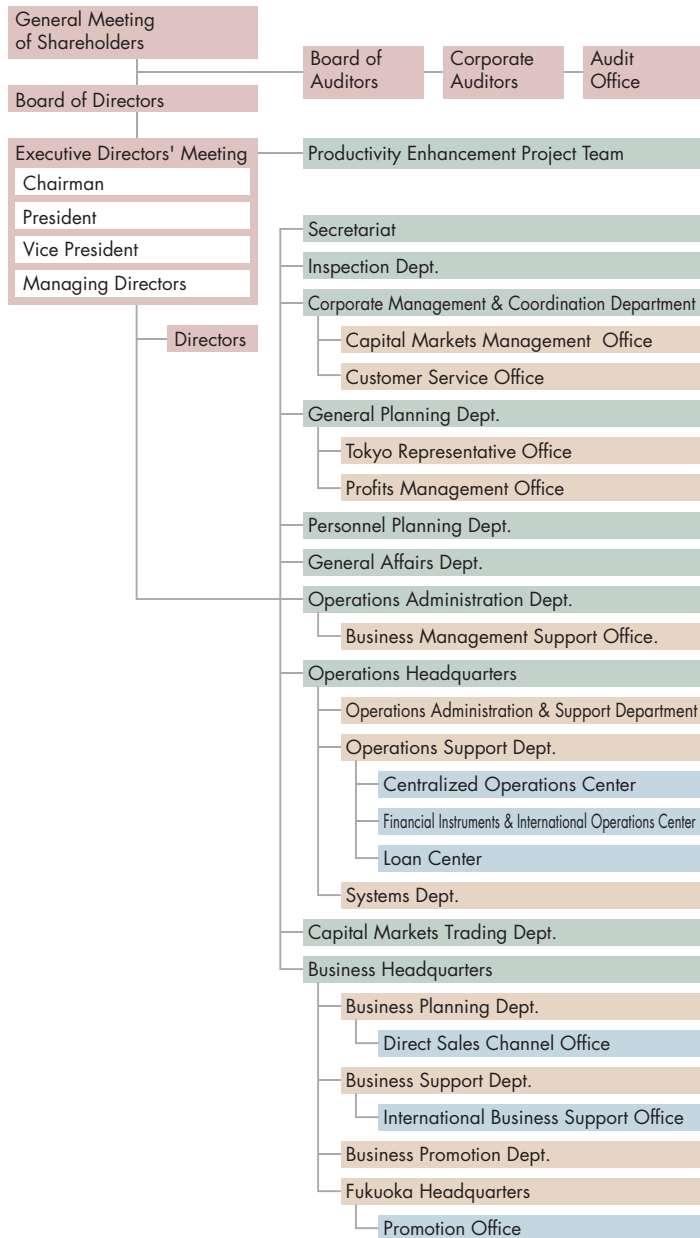 General Meeting
of Shareholders
Board of
Auditors
Corporate
Auditors
Audit
Office
Board of Directors
Executive Directors' Meeting
Productivity Enhancement Project Team
Chairman
President
Vice President
Managing Directors
Directors
Secretariat
Inspection Dept.
Corporate Management & Coordination Department
Capital Markets Management Office
Customer Service Office
General Planning Dept.
Tokyo Representative Office
Profits Management Office
Personnel Planning Dept.
General Affairs Dept.
Operations Administration Dept.
Business Management Support Office.
Operations Headquarters
Operations Administration & Support Department
Operations Support Dept.
Centralized Operations Center
Financial Instruments & International Operations Center
Loan Center
Systems Dept.
Capital Markets Trading Dept.
Business Headquarters
Business Planning Dept.
Direct Sales Channel Office
Business Support Dept.
International Business Support Office
Business Promotion Dept.
Fukuoka Headquarters
Promotion Office